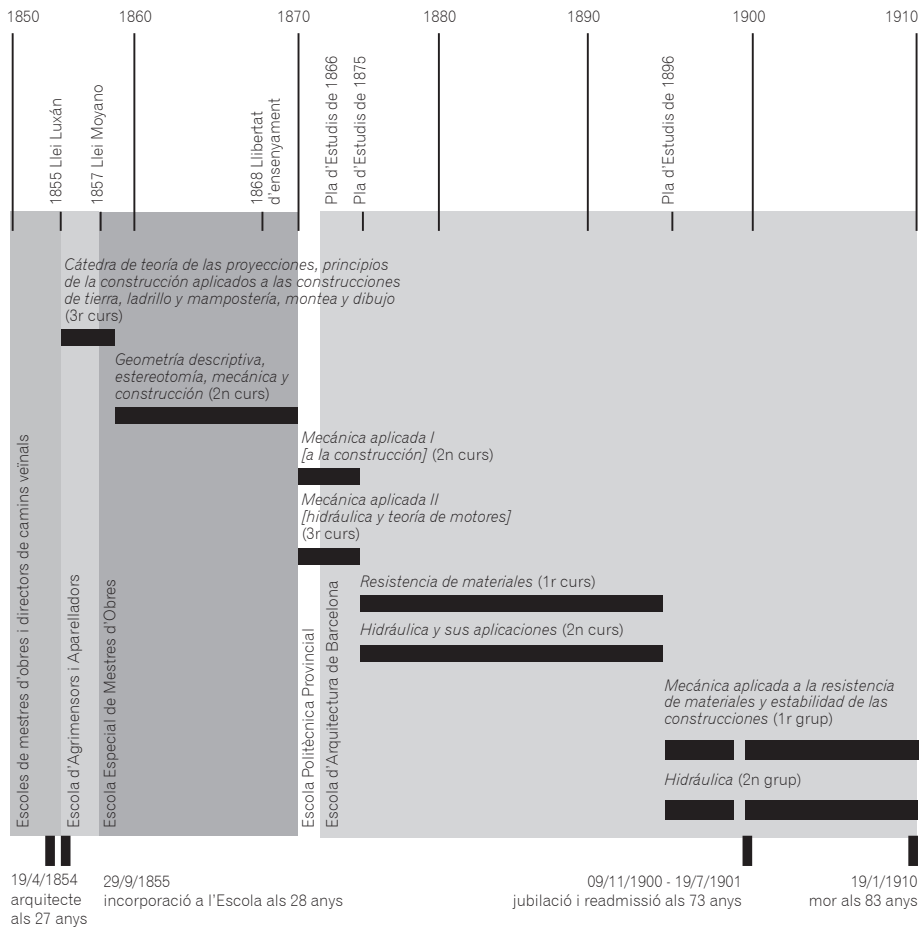 1850
1860
1870
1880
1890
1900
1910
1855 Llei Luxán
1857 Llei Moyano
1868 Llibertat
d'ensenyament
Pla d'Estudis de 1866
Pla d'Estudis de 1875
Pla d'Estudis de 1896
Cátedra de teoría de las proyecciones, principios
de la construcción aplicados a las construcciones
de tierra, ladrillo y mampostería, montea y dibujo
(3r curs)
Geometría descriptiva,
estereotomía, mecánica y
construcción (2n curs)
Mecánica aplicada I
[a la construcción] (2n curs)
Mecánica aplicada II
[hidráulica y teoría de motores]
(3r curs)
Resistencia de materiales (1r curs)
Hidráulica y sus aplicaciones (2n curs)
Mecánica aplicada a la resistencia
de materiales y estabilidad de las
construcciones (1r grup)
Hidráulica (2n grup)
Escoles de mestres d'obres i directors de camins veïnals
Escola d'Agrimensors i Aparelladors
Escola Especial de Mestres d'Obres
Escola Politècnica Provincial
Escola d'Arquitectura de Barcelona
19/4/1854
arquitecte
als 27 anys
29/9/1855
incorporació a l'Escola als 28 anys
09/11/1900 - 19/7/1901
jubilació i readmissió als 73 anys
19/1/1910
mor als 83 anys